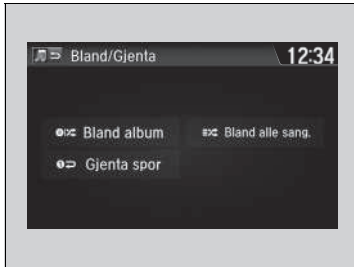 Bland/Gjenta
12:34
Bland album
Bland alle sang.
Gjenta spor